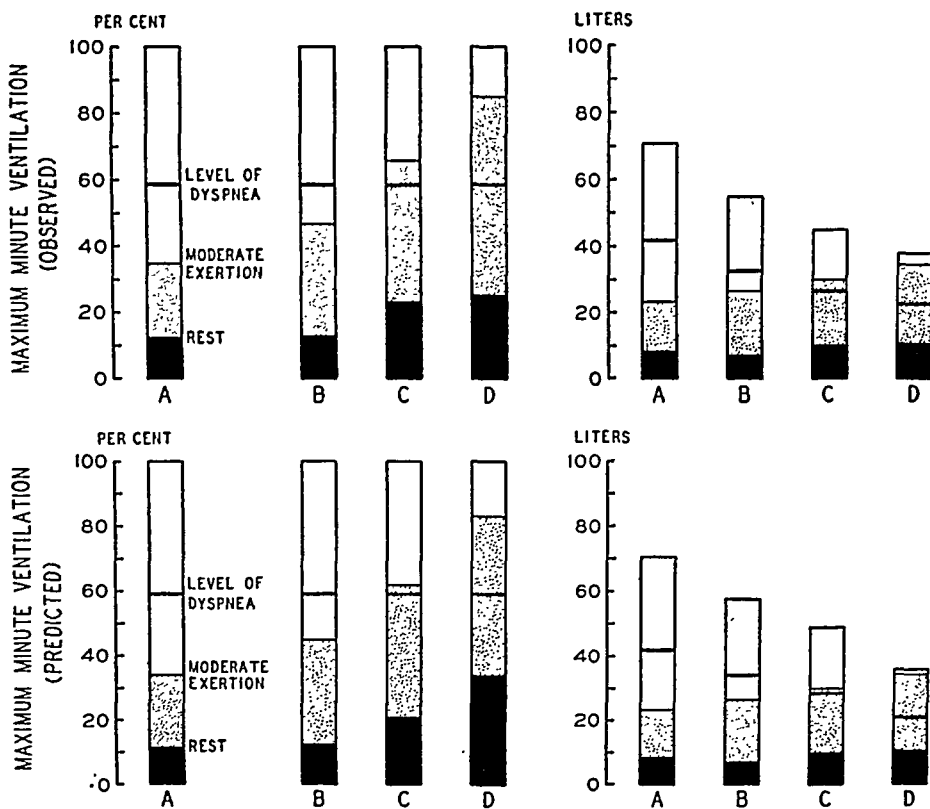 PER CENT
LITERS
MAXIMUM MINUTE VENTILATION
(OBSERVED)
100
80
60
40
20
0
LEVEL OF
DYSPNEA
MODERATE
EXERTION
REST
A
B
C
D
100
80
60
40
20
0
A
B
C
D
PER CENT
LITERS
MAXIMUM MINUTE VENTILATION
(PREDICTED)
100
80
60
40
20
0
LEVEL OF
DYSPNEA
MODERATE
EXERTION
REST
A
B
C
D
100
80
60
40
20
0
A
B
C
D